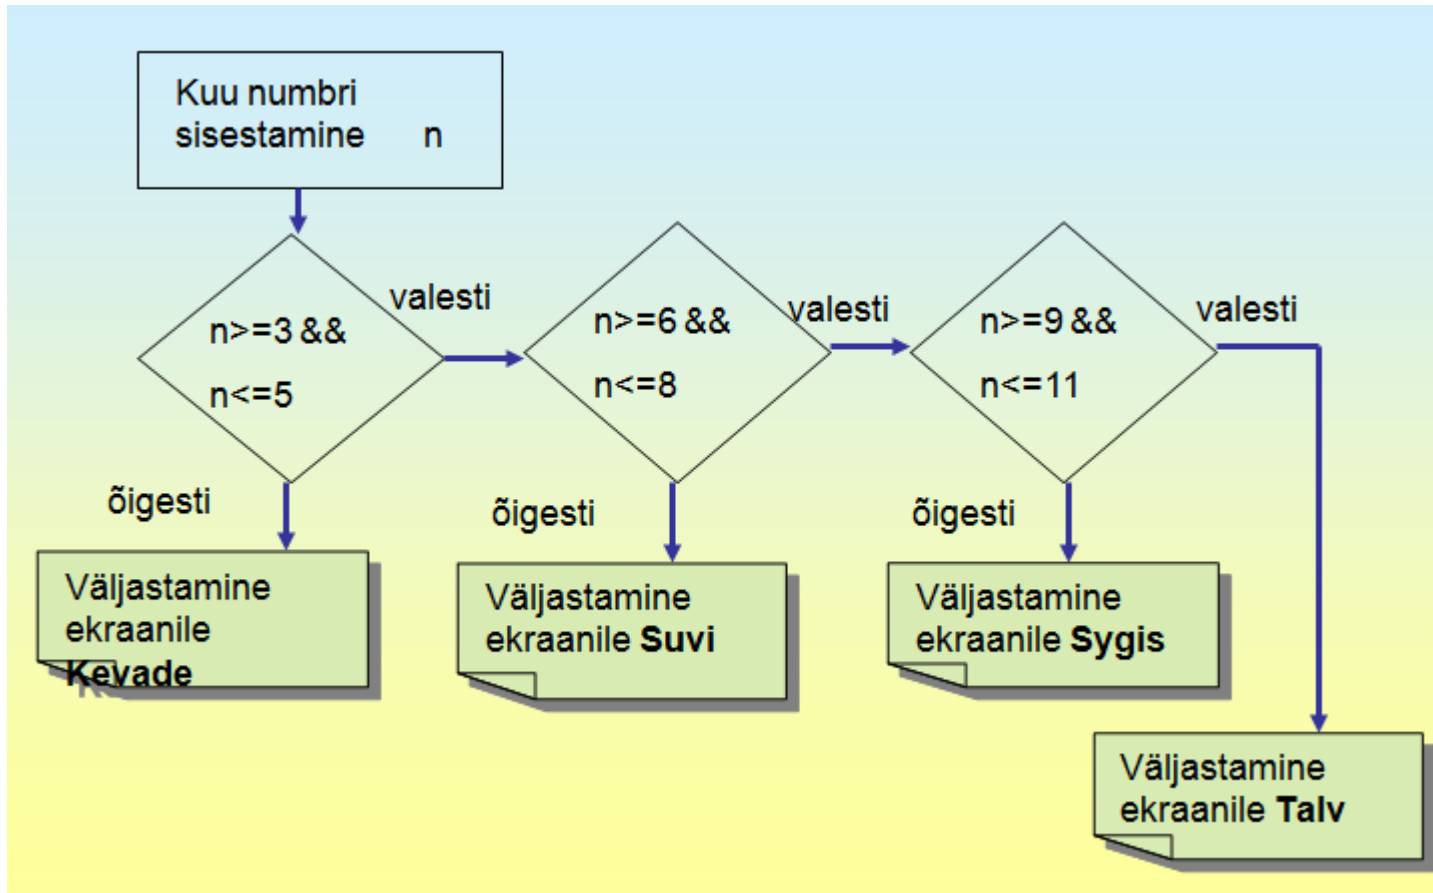 Kuu numbri
sisestamine n
n>=3 &&
n<=5
valesti
n>=6 &&
n<=8
valesti
n>=9 &&
n<=11
valesti
õigesti
õigesti
õigesti
Väljastamine
ekraanile
Kevade
Väljastamine
ekraanile Suvi
Väljastamine
ekraanile Sygis
Väljastamine
ekraanile Talv